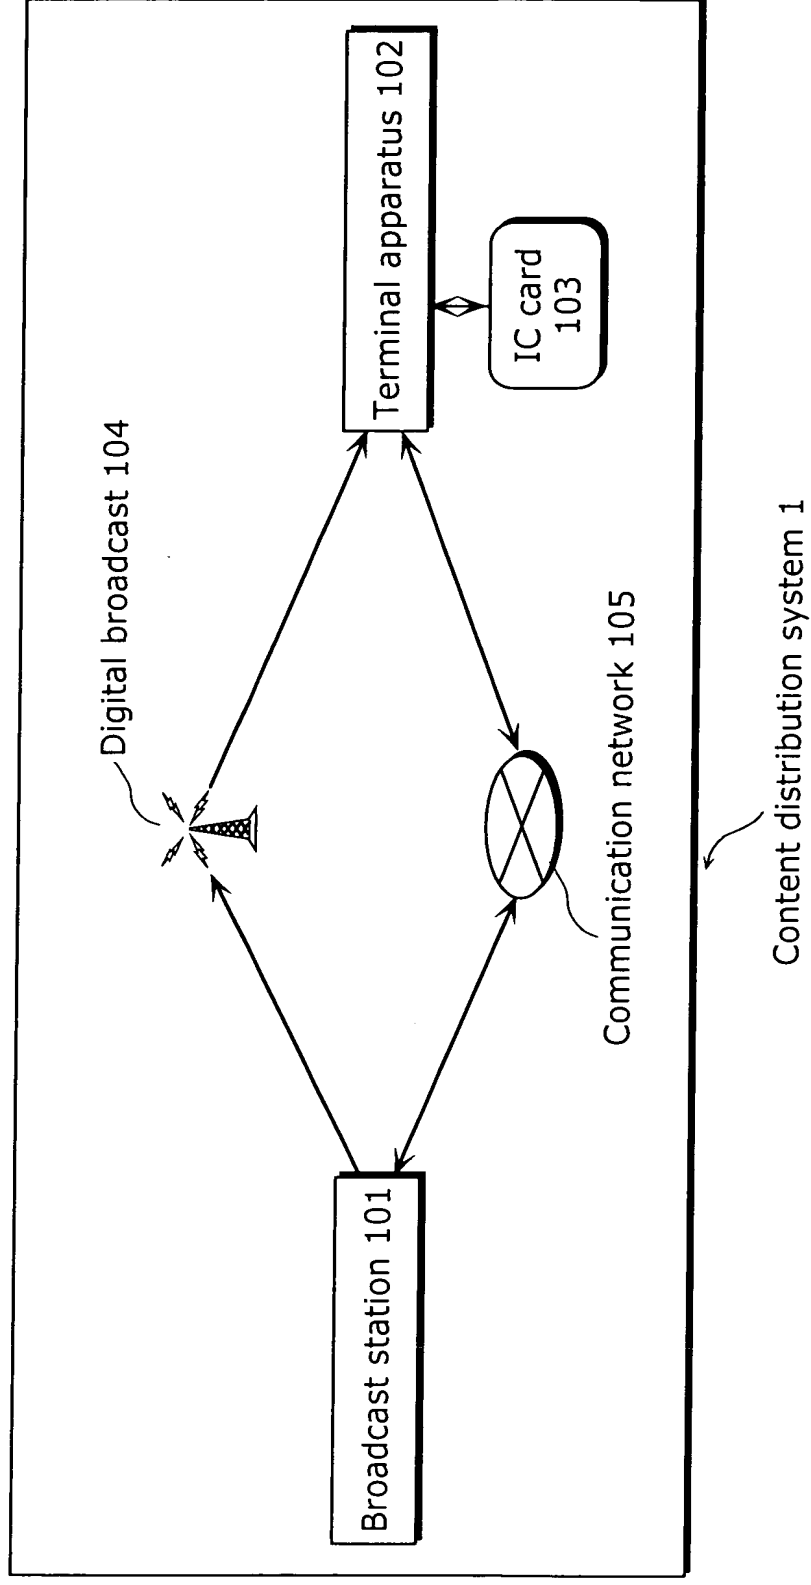 Digital broadcast 104
Broadcast station 101
Terminal apparatus 102
IC card
103
Communication network 105
Content distribution system 1